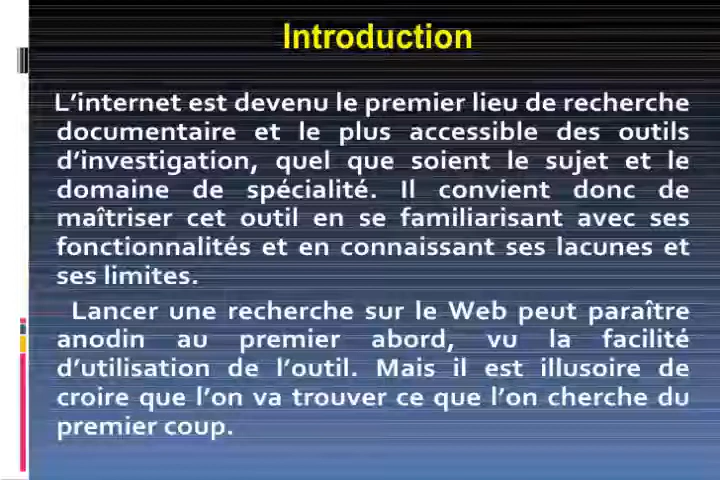 Introduction
L’internet est devenu le premier lieu de recherche
documentaire et le plus accessible des outils
d’investigation, quel que soient le sujet et le
domaine de spécialité. Il convient donc de
maîtriser cet outil en se familiarisant avec ses
fonctionnalités et en connaissant ses lacunes et
ses limites.
Lancer une recherche sur le Web peut paraître
anodin au premier abord, vu la facilité
d’utilisation de l’outil. Mais il est illusoire de
croire que l’on va trouver ce que l’on cherche du
premier coup.